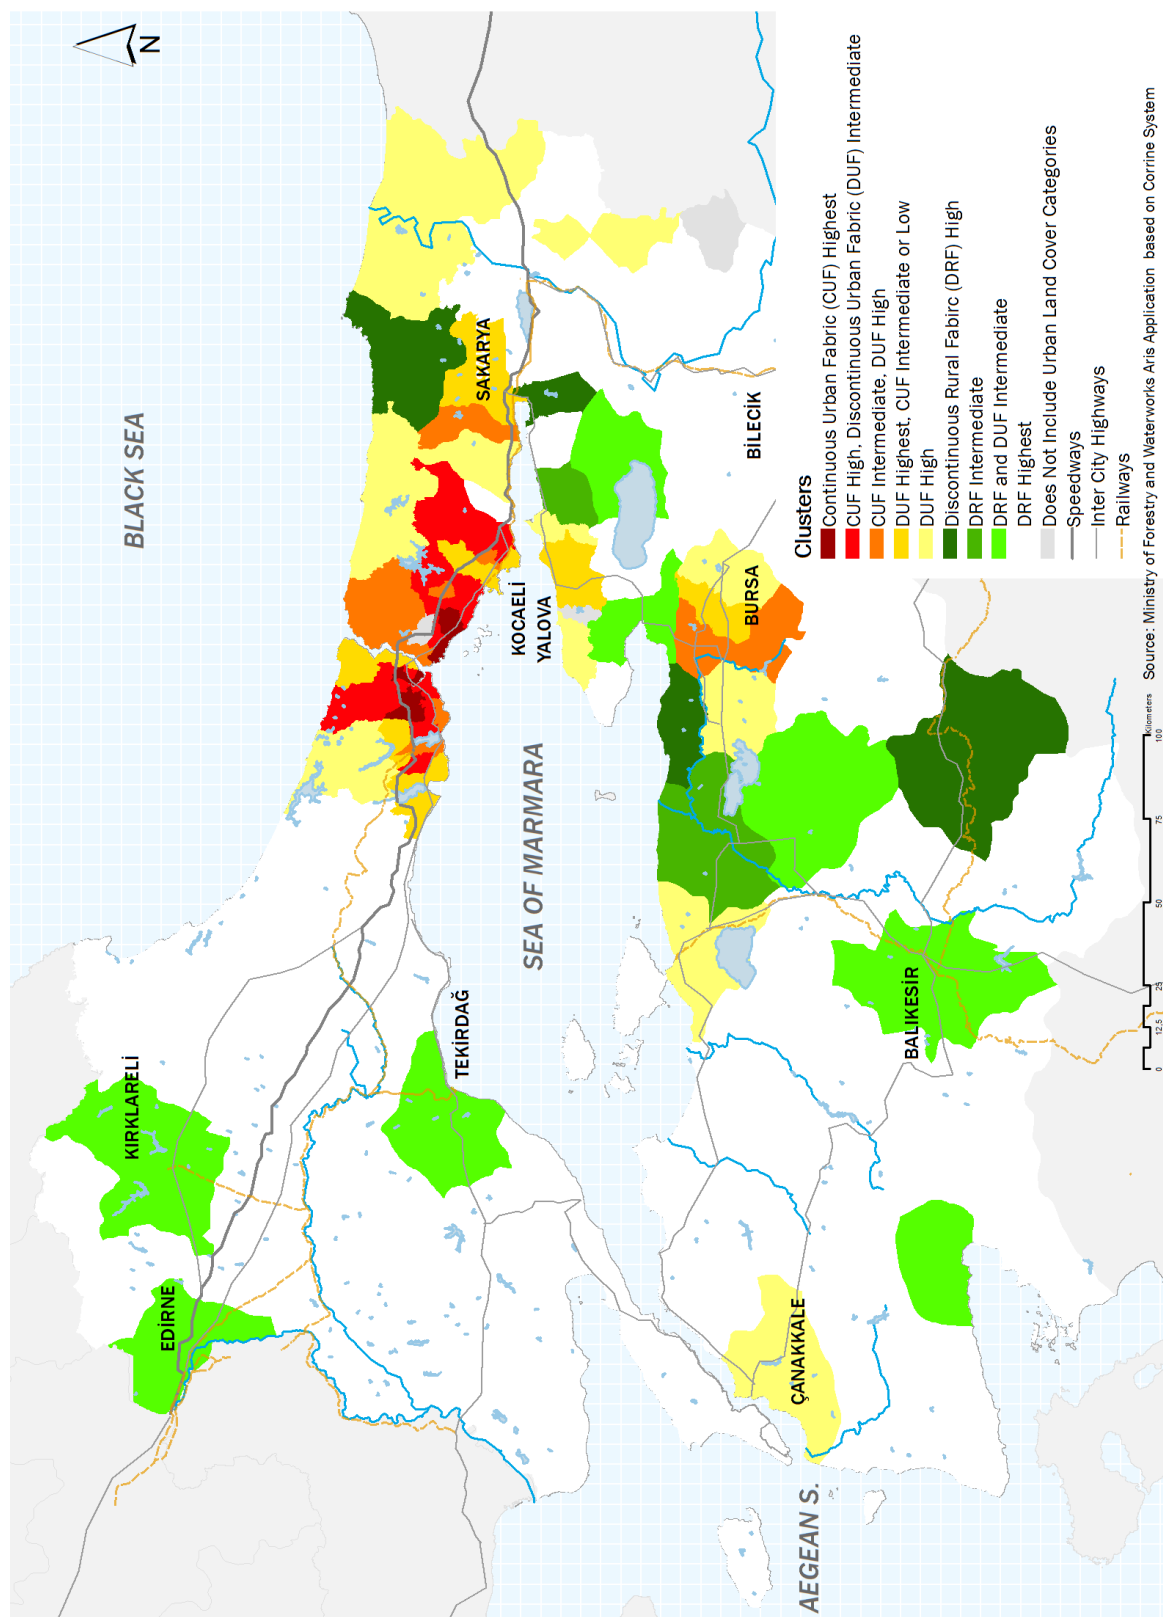 N
BLACK SEA
KIRKLARELİ
EDİRNE
TEKİRDAĞ
SEA OF MARMARA
KOCAELİ
YALOVA
SAKARYA
BİLECİK
BURSA
BALIKESİR
ÇANAKKALE
AEGEAN S.
Clusters
Continuous Urban Fabric (CUF) Highest
CUF High, Discontinuous Urban Fabric (DUF) Intermediate
CUF Intermediate, DUF High
DUF Highest, CUF Intermediate or Low
DUF High
Discontinuous Rural Fabirc (DRF) High
DRF Intermediate
DRF and DUF Intermediate
DRF Highest
Does Not Include Urban Land Cover Categories
Speedways
Inter City Highways
Railways
0 12,5 25 50 75 100
Kilometers
Source: Ministry of Forestry and Waterworks Aris Application based on Corrine System